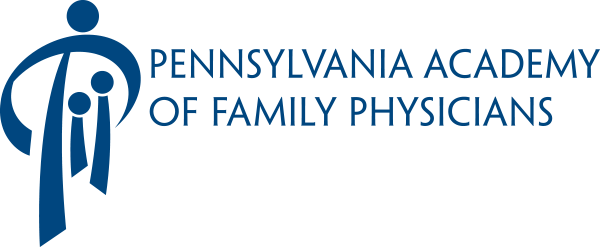 PENNSYLVANIA ACADEMY
OF FAMILY PHYSICIANS